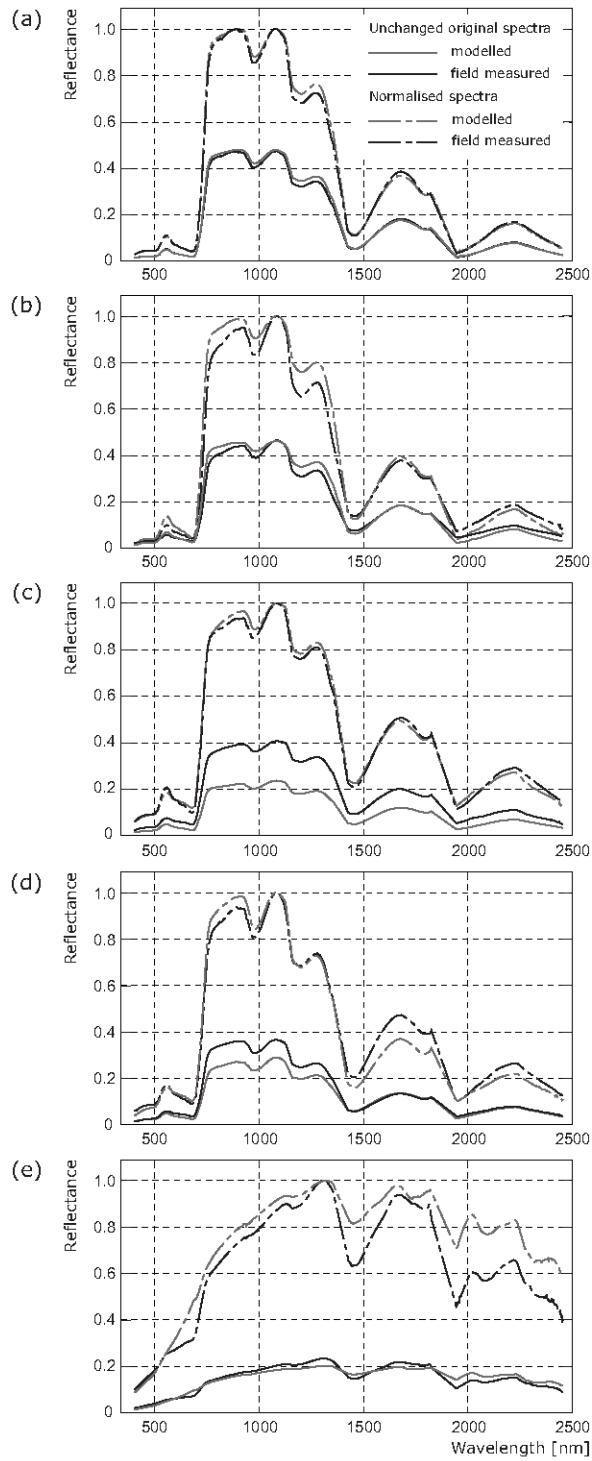 (a)
Reflectance
1.0
0.8
0.6
0.4
0.2
0
Unchanged original spectra
modelled
field measured
Normalised spectra
modelled
field measured
500 1000 1500 2000 2500
(b)
Reflectance
1.0
0.8
0.6
0.4
0.2
0
500 1000 1500 2000 2500
(c)
Reflectance
1.0
0.8
0.6
0.4
0.2
0
500 1000 1500 2000 2500
(d)
Reflectance
1.0
0.8
0.6
0.4
0.2
0
500 1000 1500 2000 2500
(e)
Reflectance
1.0
0.8
0.6
0.4
0.2
0
500 1000 1500 2000 2500
Wavelength [nm]